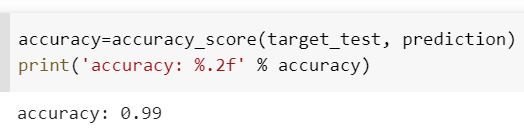 accuracy=accuracy_score(target_test, prediction)
print('accuracy: %.2f' % accuracy)
accuracy: 0.99